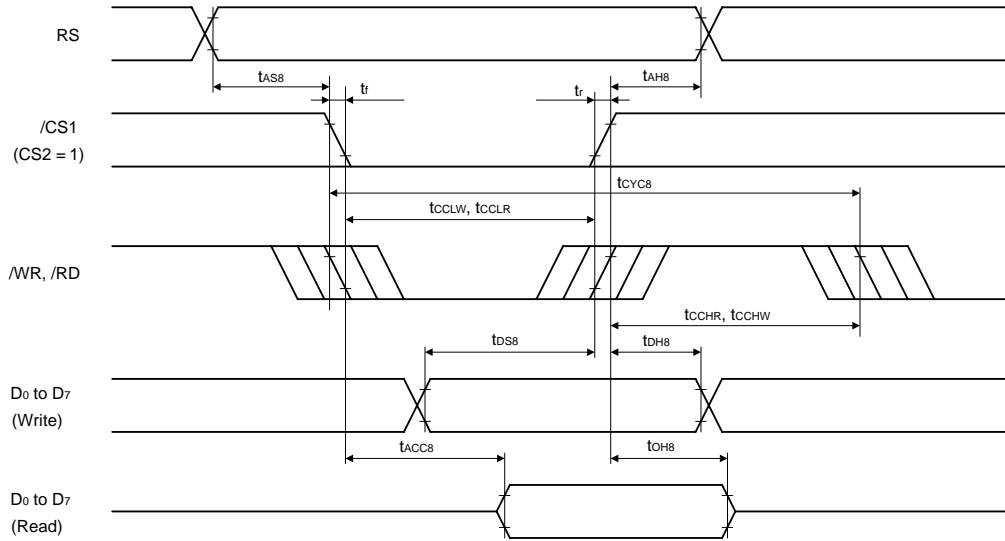 RS
tAS8
tf
tr
tAH8
/CS1
(CS2 = 1)
tCYC8
tCCLW, tCCLR
/WR, /RD
tCCHR, tCCHW
tDS8
tDH8
D0 to D7
(Write)
tACC8
tOH8
D0 to D7
(Read)